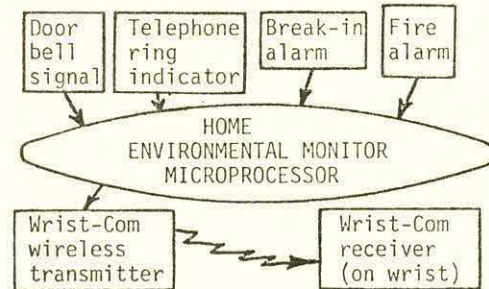 Door
bell
signal
Telephone
ring
indicator
Break-in
alarm
Fire
alarm
HOME
ENVIRONMENTAL MONITOR
MICROPROCESSOR
Wrist-Com
wireless
transmitter
Wrist-Com
receiver
(on wrist)